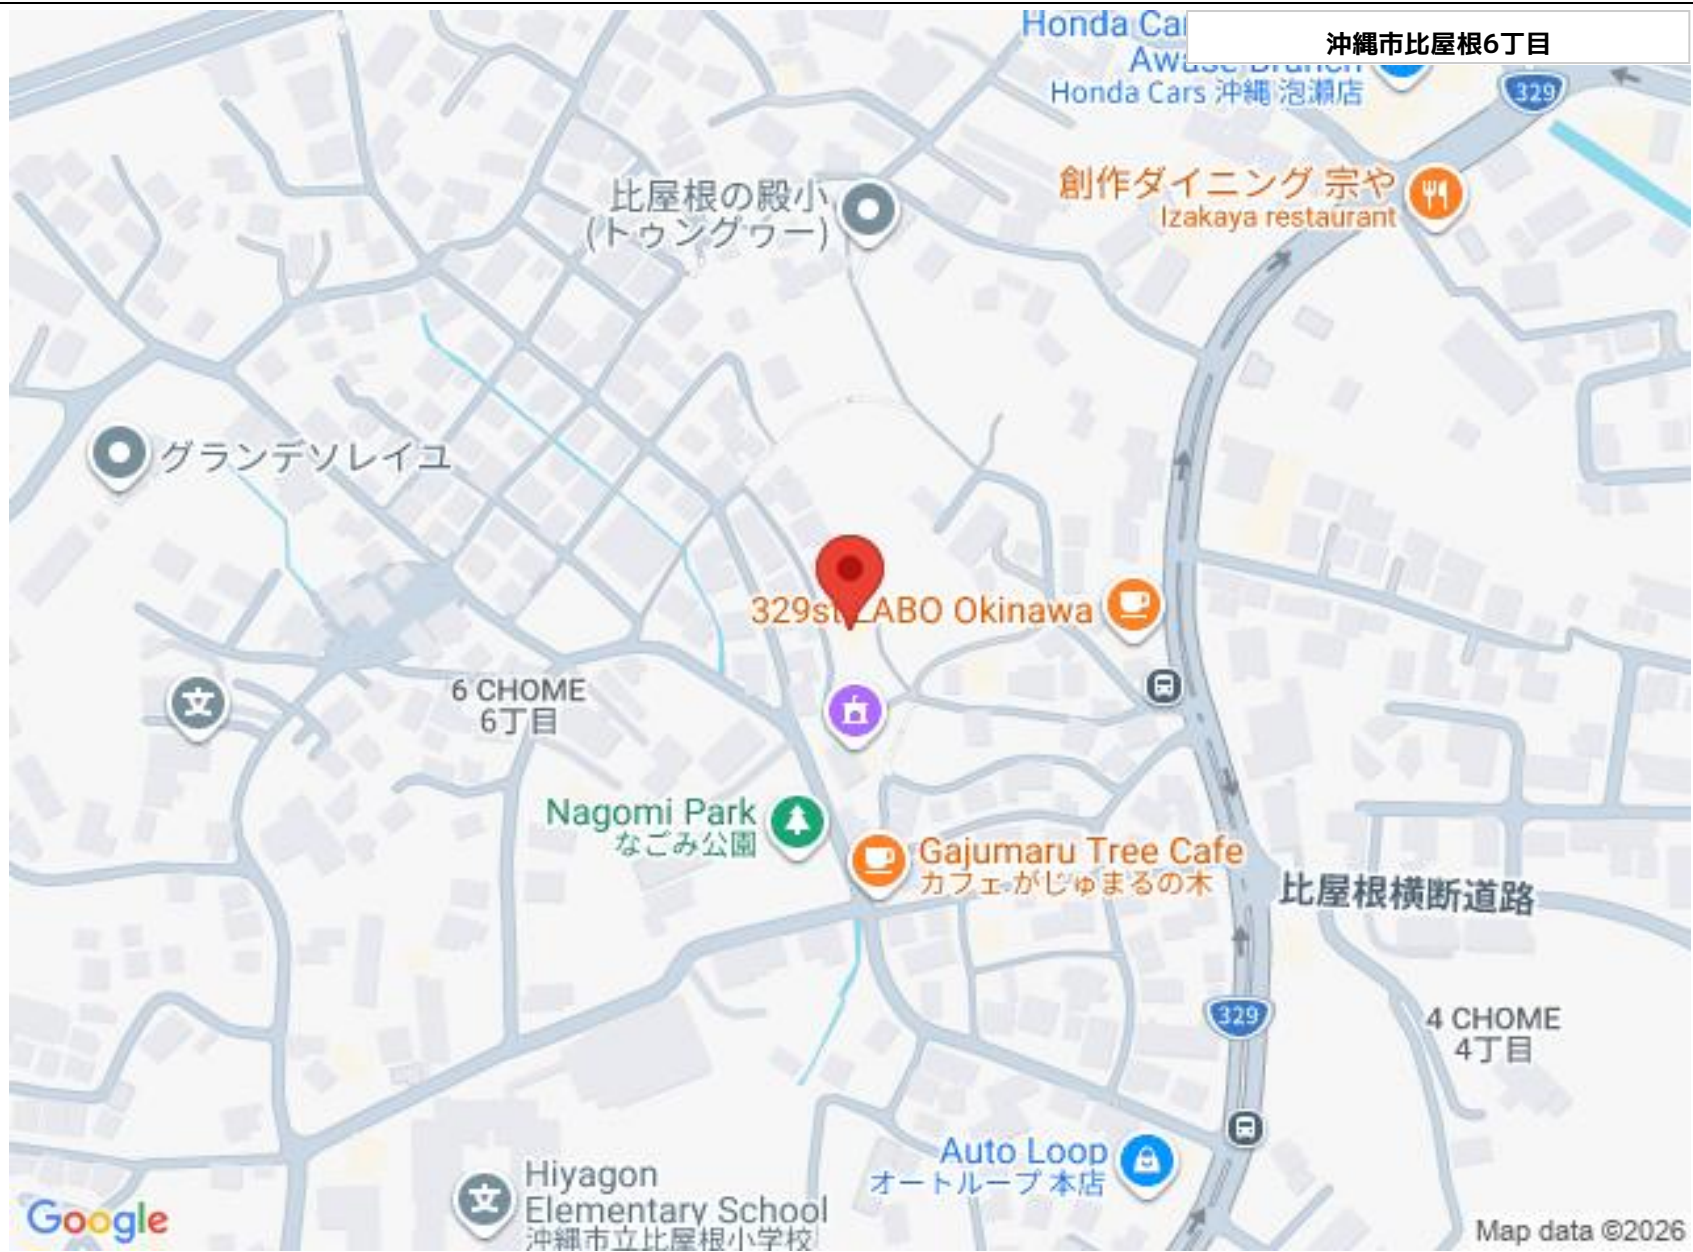 Honda Car
沖縄市比屋根6丁目
Honda Cars 沖縄 泡瀬店
329
創作ダイニング 宗や
Izakaya restaurant
比屋根の殿小
(トゥングヮー)
グランデソレイユ
329st LABO Okinawa
6 CHOME
6丁目
Nagomi Park
なごみ公園
Gajumaru Tree Cafe
カフェ がじゅまるの木
比屋根横断道路
329
4 CHOME
4丁目
Auto Loop
オートループ 本店
Hiyagon
Elementary School
沖縄市立比屋根小学校
Google
Map data ©2026